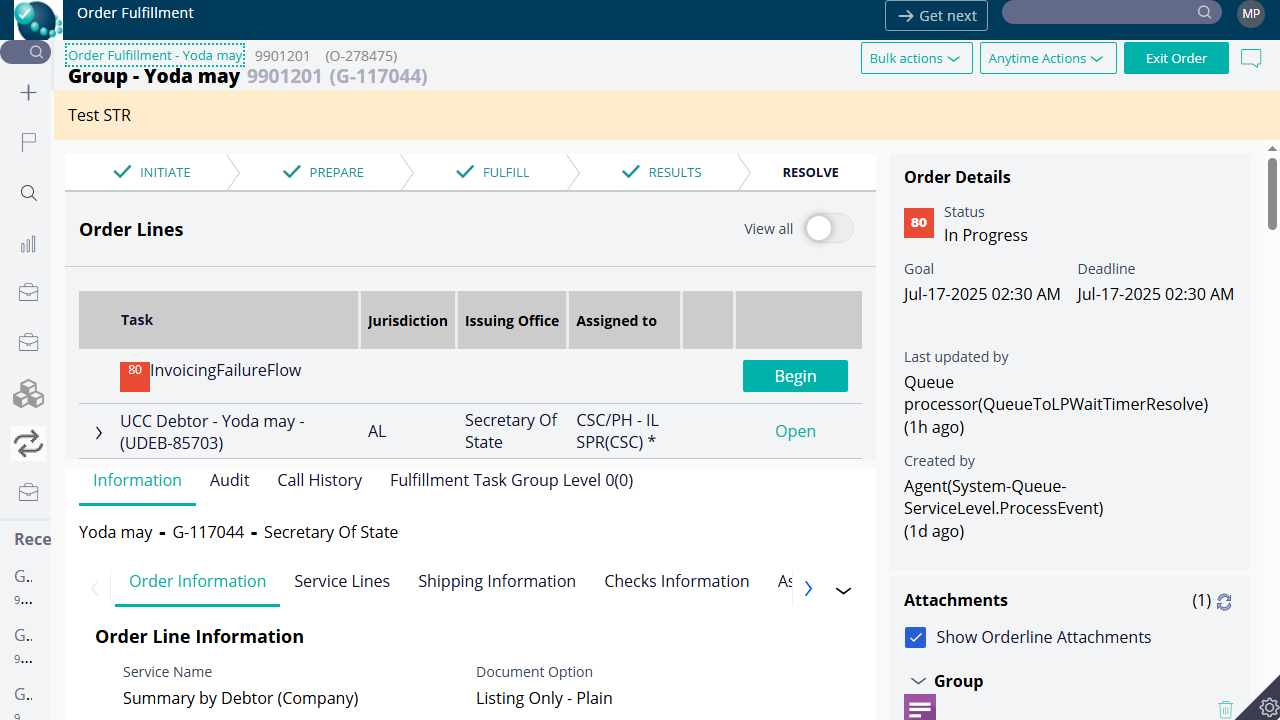 Order Fulfillment
Get next
MP
Order Fulfillment - Yoda may 9901201 (O-278475)
Group - Yoda may 9901201 (G-117044)
Bulk actions
Anytime Actions
Exit Order
Test STR
INITIATE
PREPARE
FULFILL
RESULTS
RESOLVE
Order Lines
View all
Task
Jurisdiction
Issuing Office
Assigned to
80
InvoicingFailureFlow
Begin
UCC Debtor - Yoda may -
(UDEB-85703)
AL
Secretary Of
State
CSC/PH - IL
SPR(CSC) *
Open
Information
Audit
Call History
Fulfillment Task Group Level 0(0)
Yoda may - G-117044 - Secretary Of State
Order Information
Service Lines
Shipping Information
Checks Information
As
Order Line Information
Service Name
Summary by Debtor (Company)
Document Option
Listing Only - Plain
Order Details
80
Status
In Progress
Goal
Jul-17-2025 02:30 AM
Deadline
Jul-17-2025 02:30 AM
Last updated by
Queue
processor(QueueToLPWaitTimerResolve)
(1h ago)
Created by
Agent(System-Queue-
ServiceLevel.ProcessEvent)
(1d ago)
Attachments
(1)
Show Orderline Attachments
Group
Rece
G..
9...
G..
9...
G..